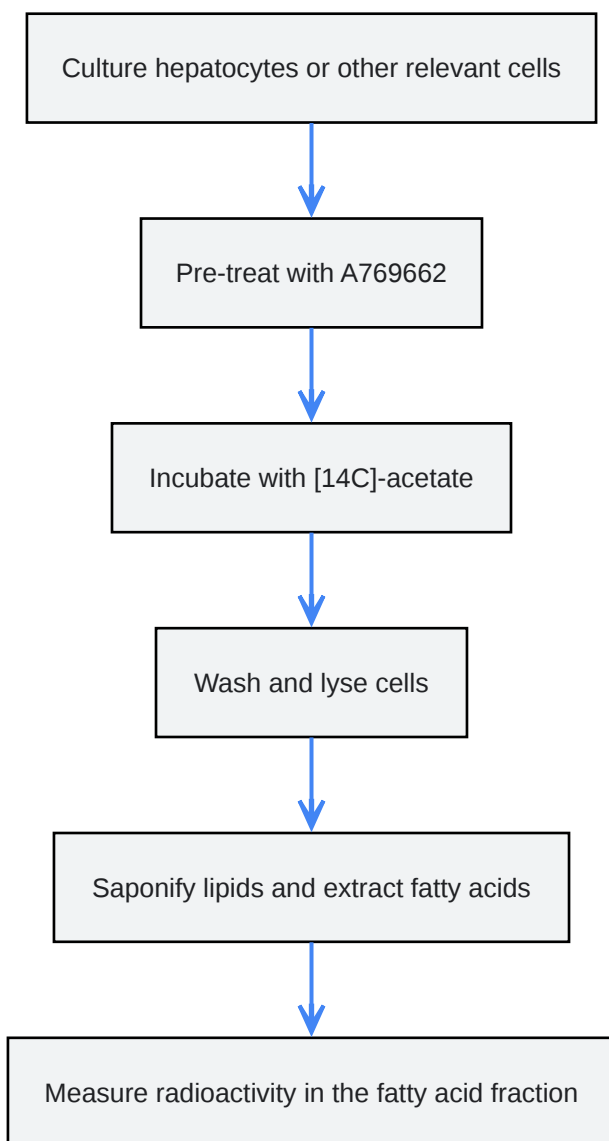 Culture hepatocytes or other relevant cells
Pre-treat with A769662
Incubate with [14C]-acetate
Wash and lyse cells
Saponify lipids and extract fatty acids
Measure radioactivity in the fatty acid fraction